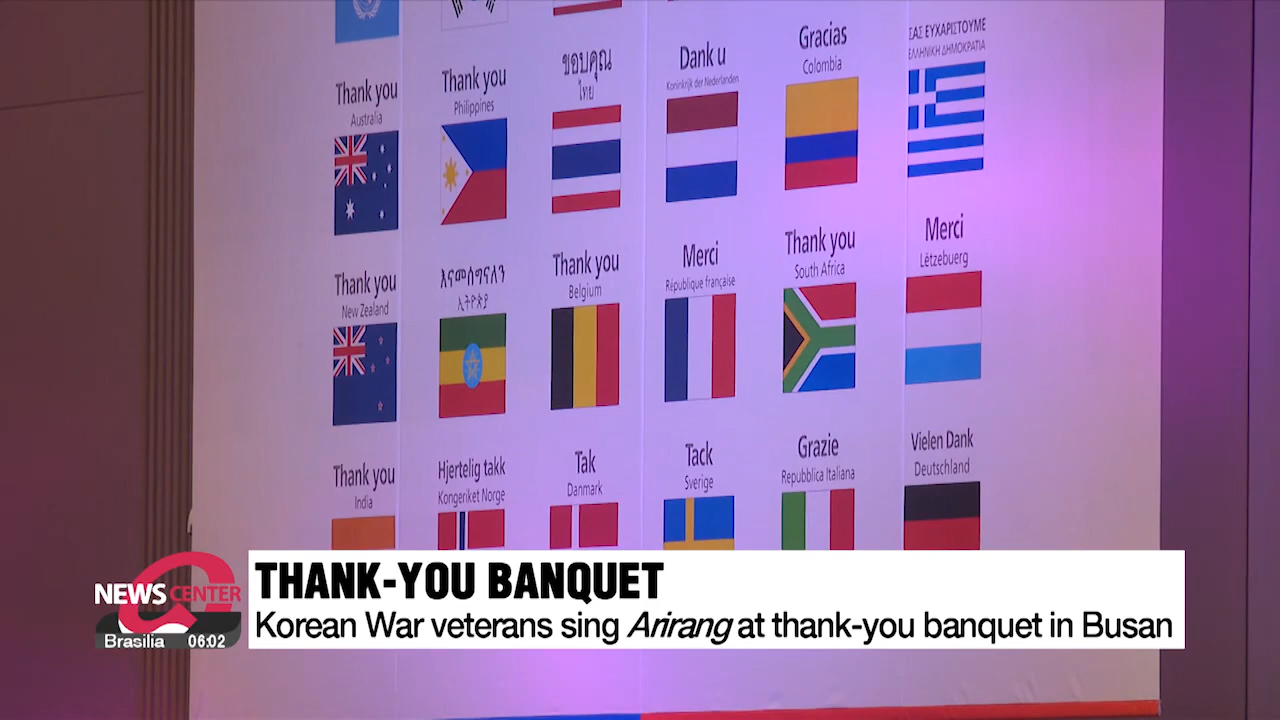 Gracias
Colombia
ΣΑΣ ΕΥΧΑΡΙΣΤΟΥΜΕ
ΕΛΛΗΝΙΚΗ ΔΗΜΟΚΡΑΤΙΑ
Thank you
Australia
Thank you
Philippines
ขอบคุณ
ไทย
Dank u
Koninkrijk der Nederlanden
Thank you
New Zealand
እናመሰግናለን
ኢትዮጵያ
Thank you
Belgium
Merci
République française
Thank you
South Africa
Merci
Lëtzebuerg
Thank you
India
Hjertelig takk
Kongeriket Norge
Tak
Danmark
Tack
Sverige
Grazie
Repubblica Italiana
Vielen Dank
Deutschland
NEWS CENTER
Brasilia 06:02
THANK-YOU BANQUET
Korean War veterans sing Arirang at thank-you banquet in Busan